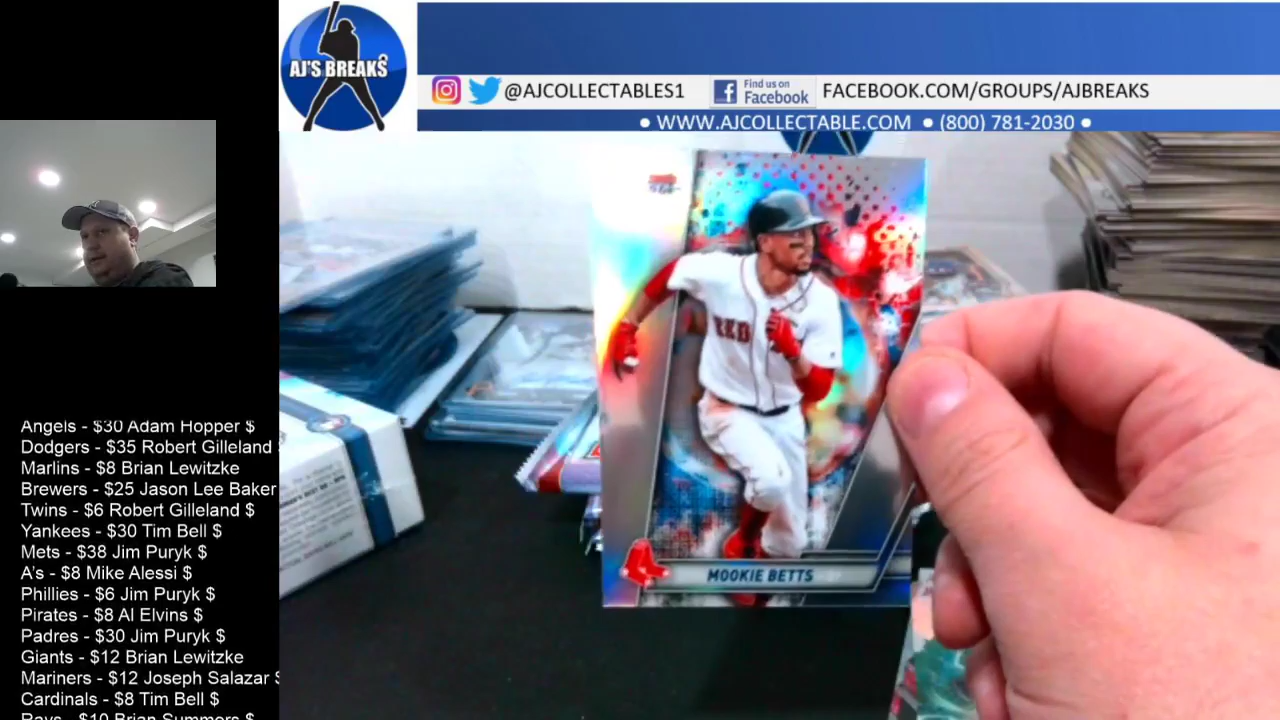 AJ'S BREAKS
@AJCOLLECTABLES1
Find us on
Facebook
FACEBOOK.COM/GROUPS/AJBREAKS
• WWW.AJCOLLECTABLE.COM • (800) 781-2030 •
RED
MOOKIE BETTS
Angels - $30 Adam Hopper $
Dodgers - $35 Robert Gilleland $
Marlins - $8 Brian Lewitzke
Brewers - $25 Jason Lee Baker
Twins - $6 Robert Gilleland $
Yankees - $30 Tim Bell $
Mets - $38 Jim Puryk $
A's - $8 Mike Alessi $
Phillies - $6 Jim Puryk $
Pirates - $8 Al Elvins $
Padres - $30 Jim Puryk $
Giants - $12 Brian Lewitzke
Mariners - $12 Joseph Salazar $
Cardinals - $8 Tim Bell $
Rays - $10 Brian Summers $